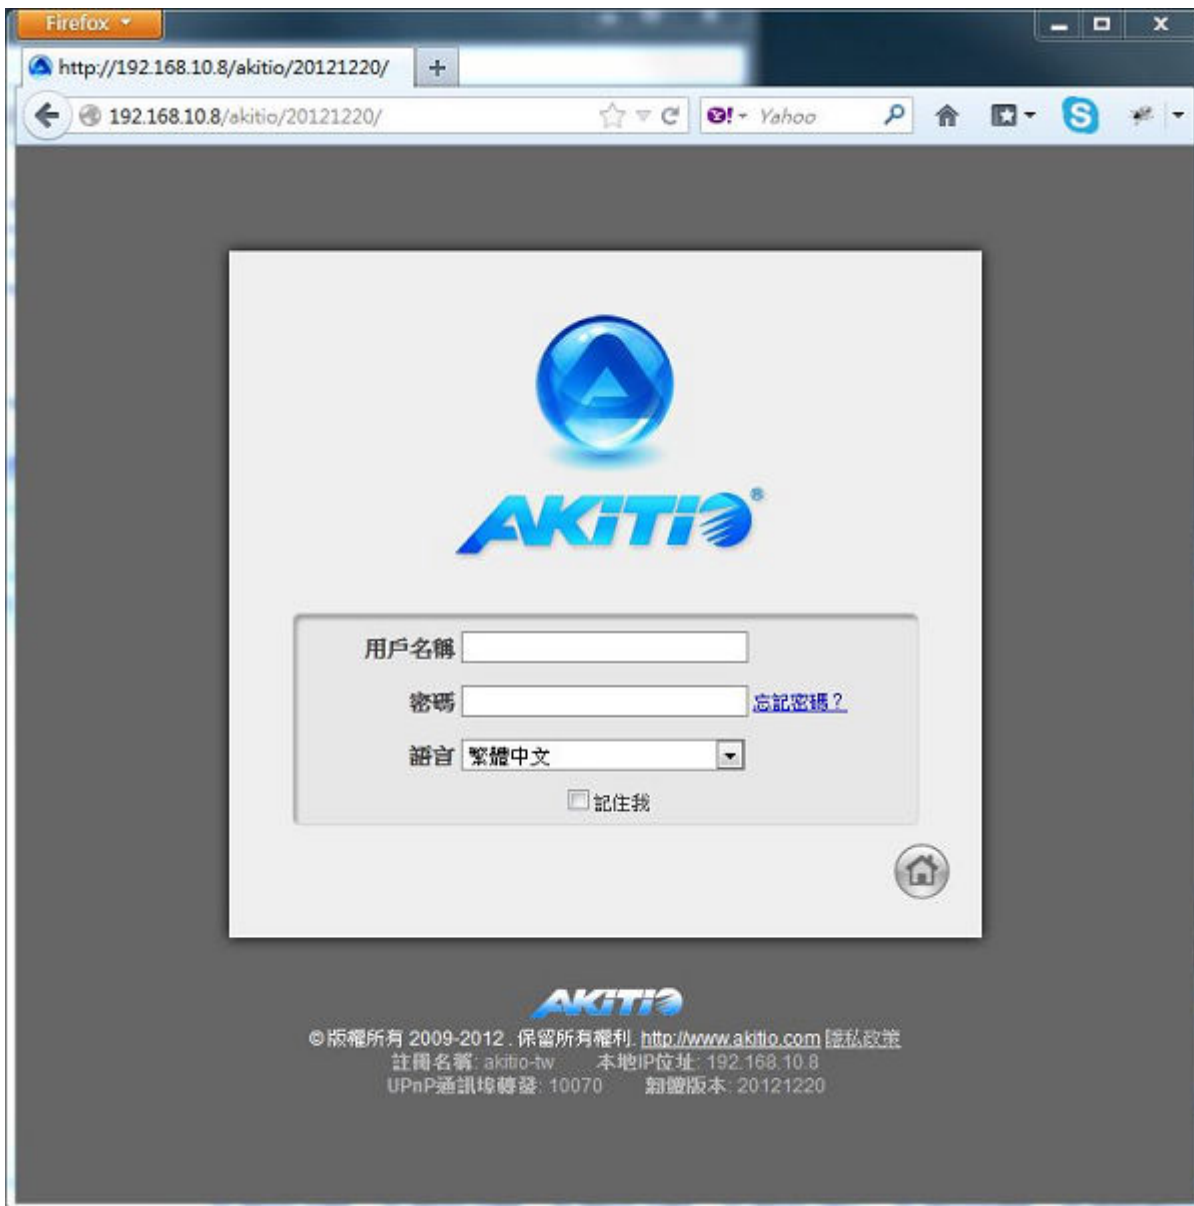 Firefox
http://192.168.10.8/akitio/20121220/
192.168.10.8/akitio/20121220/
Yahoo
AKiTiO®
用戶名稱
密碼 忘記密碼？
語言 繁體中文
記住我
AKiTiO
©版權所有 2009-2012 . 保留所有權利. http://www.akitio.com 隱私政策
註冊名稱: akitio-tw 本地IP位址: 192.168.10.8
UPnP通訊埠轉發: 10070 韌體版本: 20121220